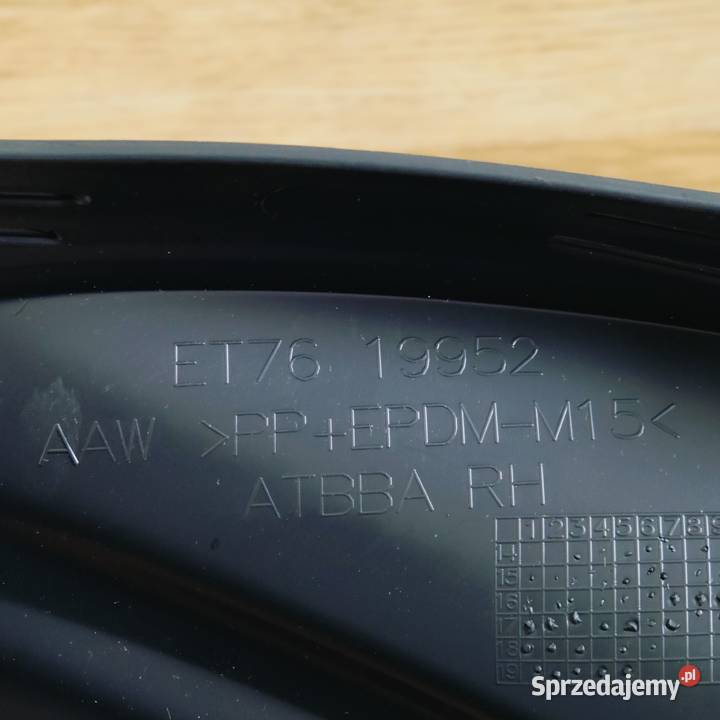 ET76 19952
AAW >PP+EPDM-M15<
ATBBA RH
1 2 3 4 5 6 7 8 9
14
15
16
17
18
19
Sprzedajemy.pl